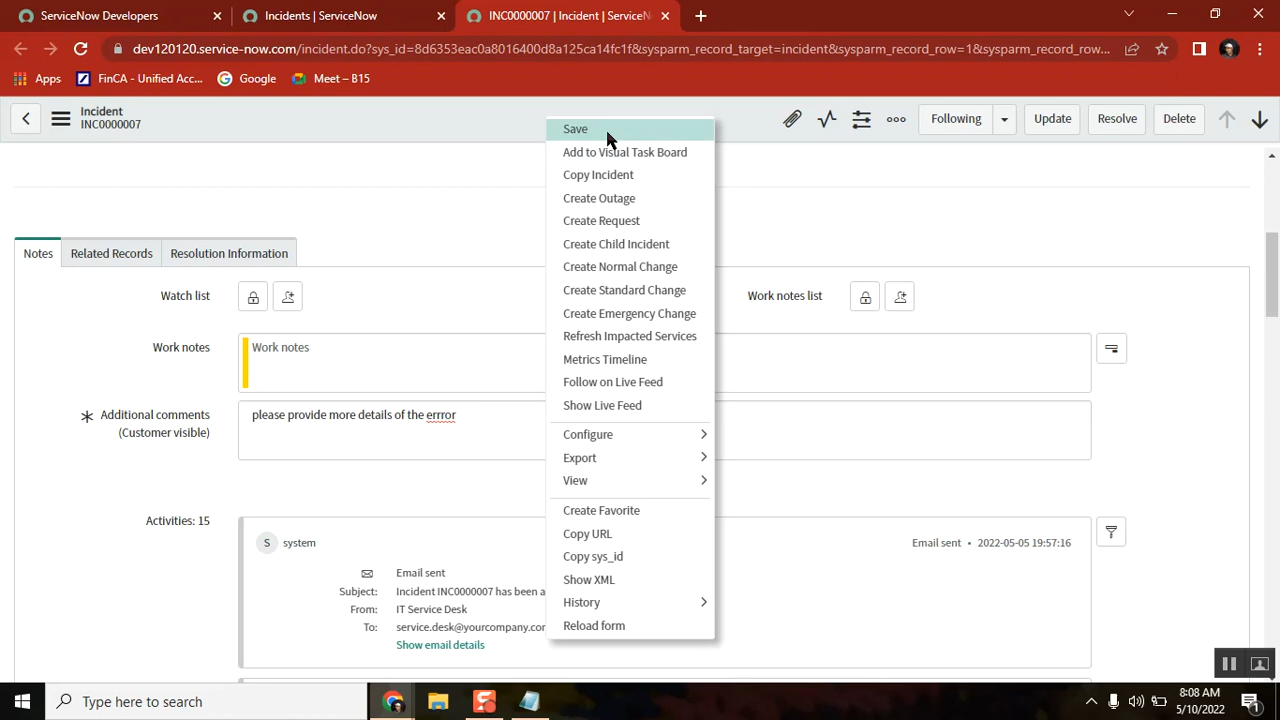 ServiceNow Developers
Incidents | ServiceNow
INC0000007 | Incident | ServiceNow
dev120120.service-now.com/incident.do?sys_id=8d6353eac0a8016400d8a125ca14fc1f&sysparm_record_target=incident&sysparm_record_row=1&sysparm_record_row...
Apps
FinCA - Unified Acc...
Google
Meet – B15
Incident
INC0000007
Following
Update
Resolve
Delete
Save
Add to Visual Task Board
Copy Incident
Create Outage
Create Request
Create Child Incident
Create Normal Change
Create Standard Change
Create Emergency Change
Refresh Impacted Services
Metrics Timeline
Follow on Live Feed
Show Live Feed
Configure
Export
View
Create Favorite
Copy URL
Copy sys_id
Show XML
History
Reload form
Notes
Related Records
Resolution Information
Watch list
Work notes list
Work notes
Work notes
Additional comments
(Customer visible)
please provide more details of the errror
Activities: 15
S
system
Email sent • 2022-05-05 19:57:16
Email sent
Subject: Incident INC0000007 has been a
From: IT Service Desk
To: service.desk@yourcompany.com
Show email details
Type here to search
8:08 AM
5/10/2022
1